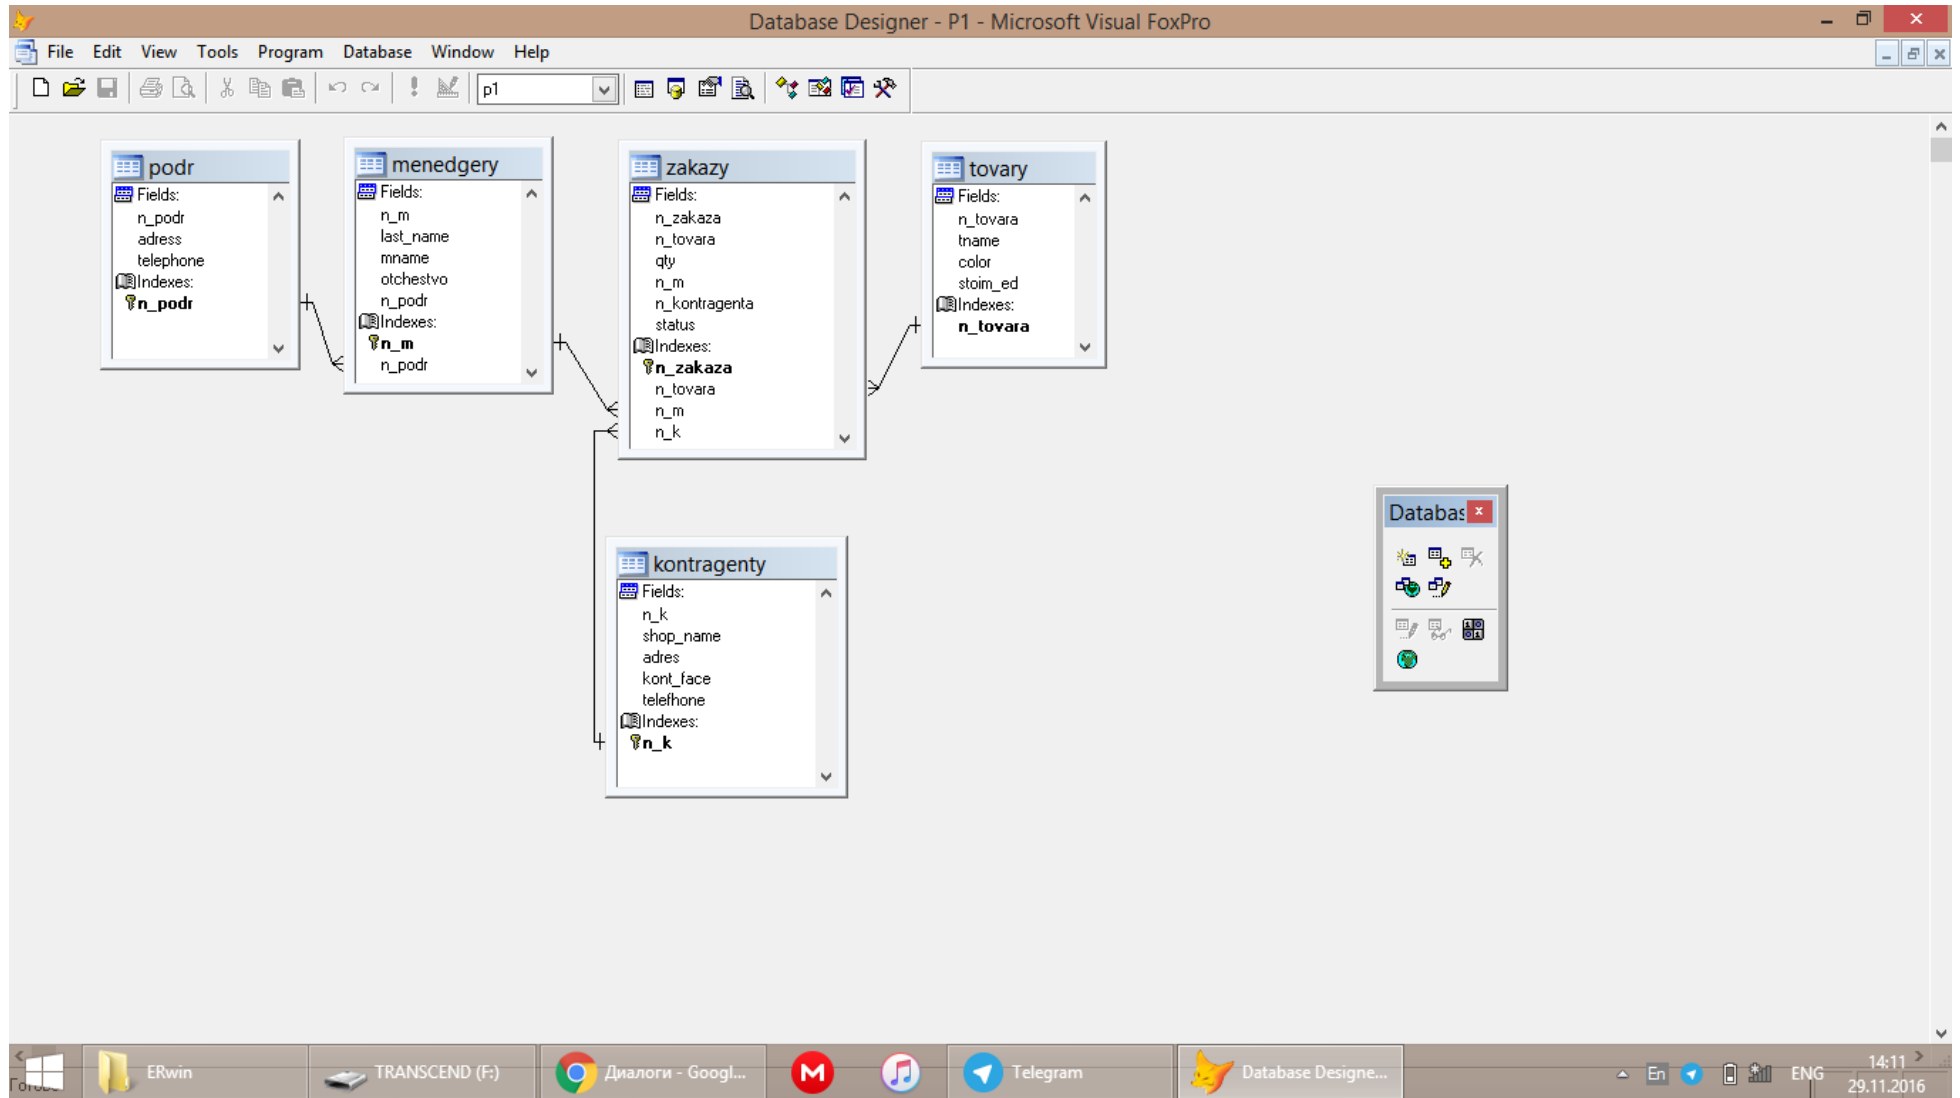 Database Designer - P1 - Microsoft Visual FoxPro
File Edit View Tools Program Database Window Help
p1
podr
Fields:
n_podr
adress
telephone
Indexes:
n_podr
menedgery
Fields:
n_m
last_name
mname
otchestvo
n_podr
Indexes:
n_m
n_podr
zakazy
Fields:
n_zakaza
n_tovara
qty
n_m
n_kontragenta
status
Indexes:
n_zakaza
n_tovara
n_m
n_k
tovary
Fields:
n_tovara
tname
color
stoim_ed
Indexes:
n_tovara
kontragenty
Fields:
n_k
shop_name
adres
kont_face
telefhone
Indexes:
n_k
Databas
ERwin
TRANSCEND (F:)
Диалоги - Googl...
Telegram
Database Designe...
En
ENG
14:11
29.11.2016